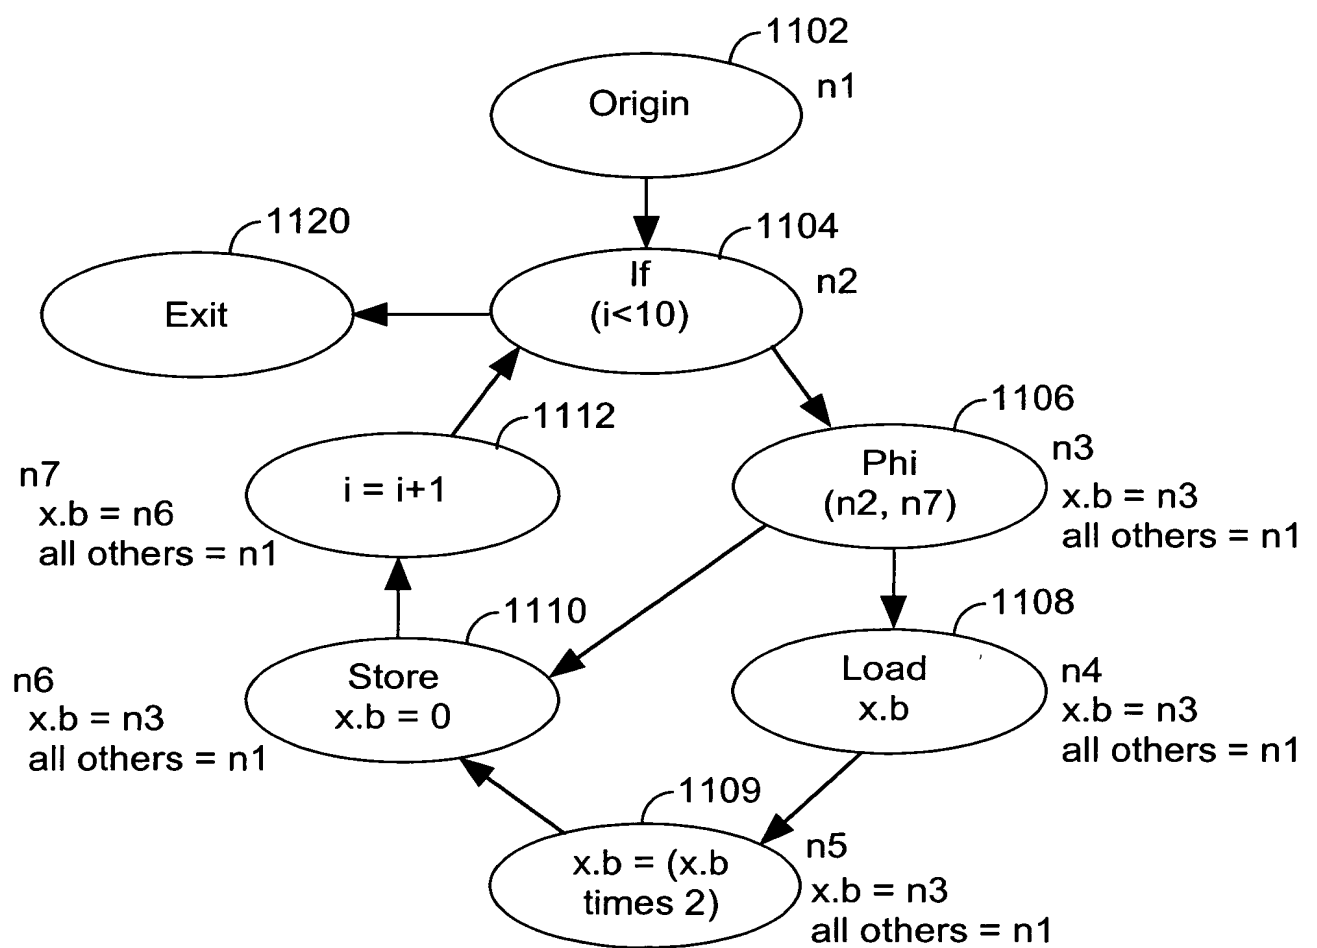 1102
Origin
n1
1120
1104
If
(i<10)
n2
Exit
1106
1112
Phi
(n2, n7)
n3
x.b = n3
all others = n1
n7
x.b = n6
all others = n1
i = i+1
1108
1110
Load
x.b
n4
x.b = n3
all others = n1
n6
x.b = n3
all others = n1
Store
x.b = 0
1109
x.b = (x.b
times 2)
n5
x.b = n3
all others = n1